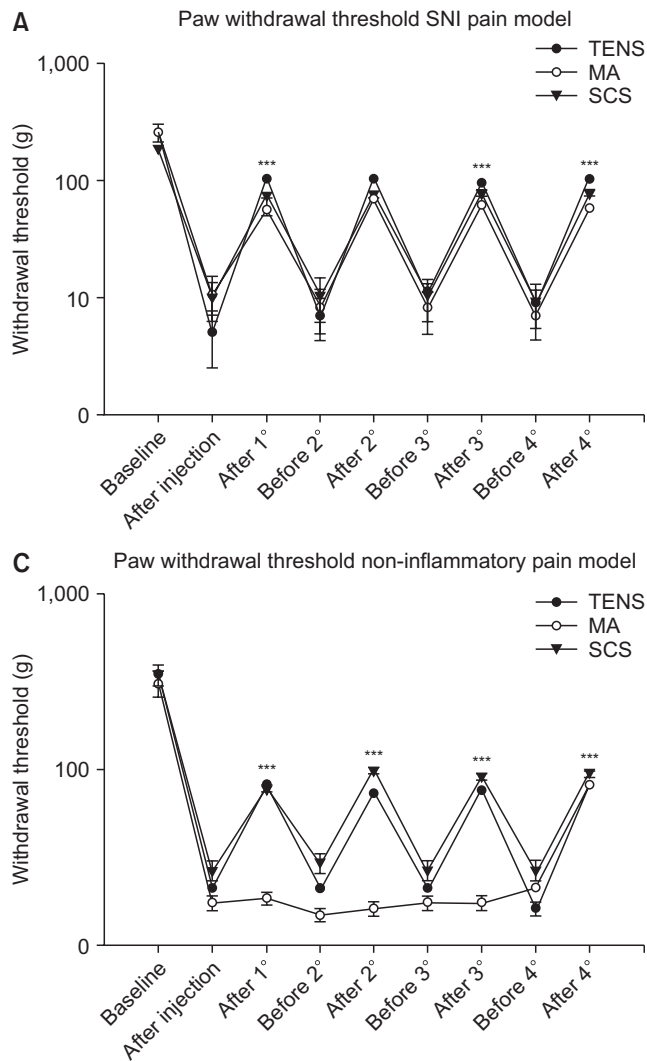 A
Paw withdrawal threshold SNI pain model
TENS
MA
SCS
1,000
100
10
0
Withdrawal threshold (g)
***
***
***
Baseline
After injection
After 1°
Before 2°
After 2°
Before 3°
After 3°
Before 4°
After 4°
C
Paw withdrawal threshold non-inflammatory pain model
TENS
MA
SCS
1,000
100
0
Withdrawal threshold (g)
***
***
***
***
Baseline
After injection
After 1°
Before 2°
After 2°
Before 3°
After 3°
Before 4°
After 4°